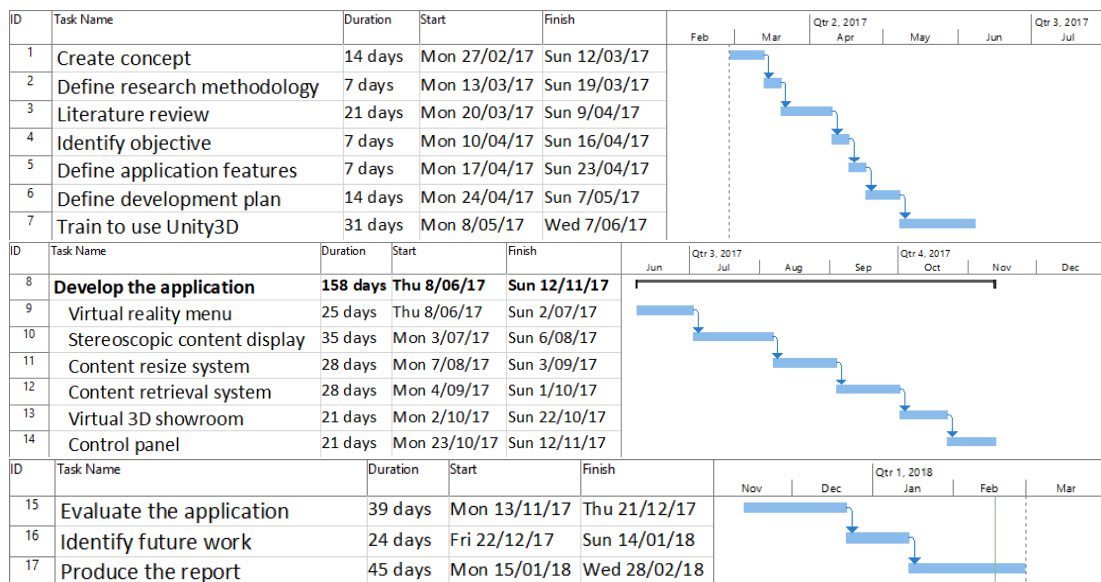 ID Task Name Duration Start Finish Qtr 2, 2017 Qtr 3, 2017
Feb Mar Apr May Jun Jul
1 Create concept 14 days Mon 27/02/17 Sun 12/03/17
2 Define research methodology 7 days Mon 13/03/17 Sun 19/03/17
3 Literature review 21 days Mon 20/03/17 Sun 9/04/17
4 Identify objective 7 days Mon 10/04/17 Sun 16/04/17
5 Define application features 7 days Mon 17/04/17 Sun 23/04/17
6 Define development plan 14 days Mon 24/04/17 Sun 7/05/17
7 Train to use Unity3D 31 days Mon 8/05/17 Wed 7/06/17
ID Task Name Duration Start Finish Qtr 3, 2017 Qtr 4, 2017
Jun Jul Aug Sep Oct Nov Dec
8 Develop the application 158 days Thu 8/06/17 Sun 12/11/17
9 Virtual reality menu 25 days Thu 8/06/17 Sun 2/07/17
10 Stereoscopic content display 35 days Mon 3/07/17 Sun 6/08/17
11 Content resize system 28 days Mon 7/08/17 Sun 3/09/17
12 Content retrieval system 28 days Mon 4/09/17 Sun 1/10/17
13 Virtual 3D showroom 21 days Mon 2/10/17 Sun 22/10/17
14 Control panel 21 days Mon 23/10/17 Sun 12/11/17
ID Task Name Duration Start Finish Qtr 1, 2018
Nov Dec Jan Feb Mar
15 Evaluate the application 39 days Mon 13/11/17 Thu 21/12/17
16 Identify future work 24 days Fri 22/12/17 Sun 14/01/18
17 Produce the report 45 days Mon 15/01/18 Wed 28/02/18